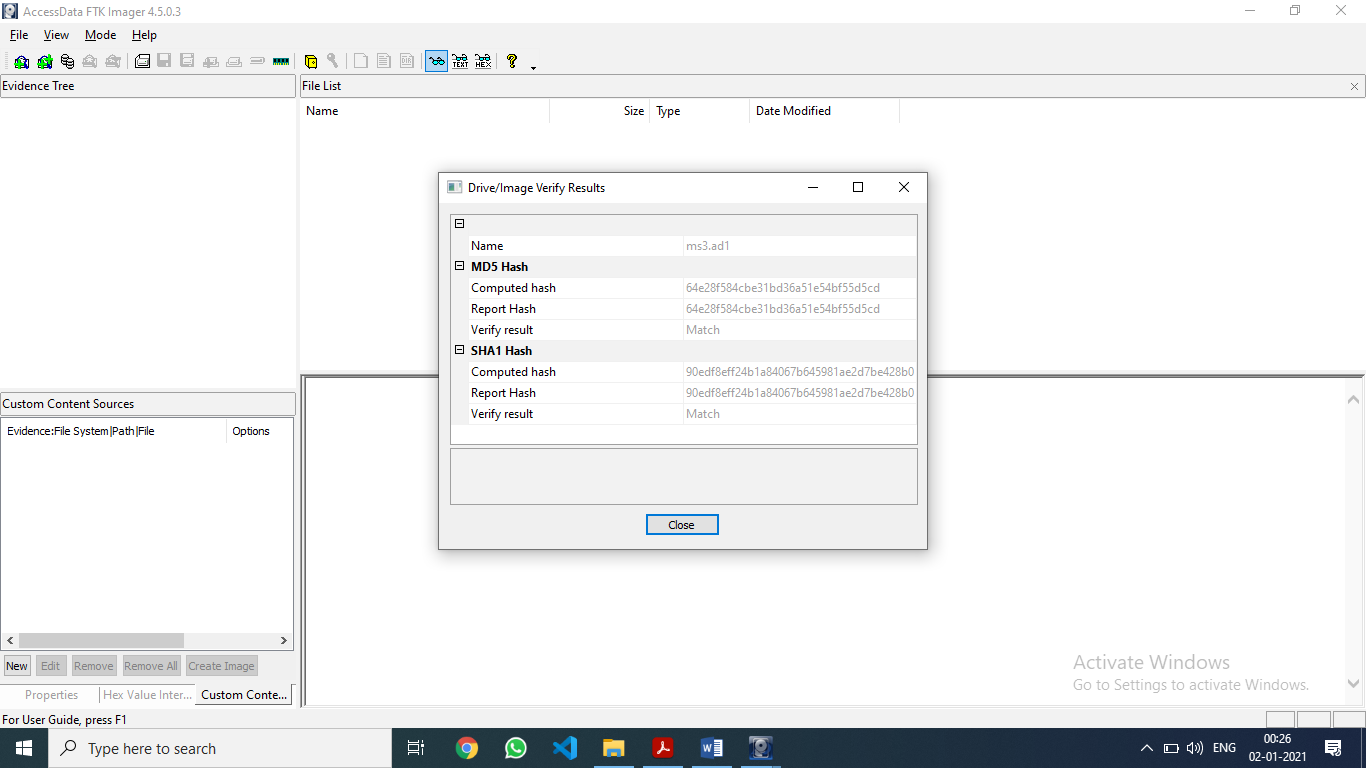 AccessData FTK Imager 4.5.0.3
File View Mode Help
TEXT HEX
DIR
Evidence Tree
File List
Name Size Type Date Modified
Drive/Image Verify Results
Name ms3.ad1
MD5 Hash
Computed hash 64e28f584cbe31bd36a51e54bf55d5cd
Report Hash 64e28f584cbe31bd36a51e54bf55d5cd
Verify result Match
SHA1 Hash
Computed hash 90edf8eff24b1a84067b645981ae2d7be428b0
Report Hash 90edf8eff24b1a84067b645981ae2d7be428b0
Verify result Match
Close
Custom Content Sources
Evidence:File System|Path|File Options
New Edit Remove Remove All Create Image
Properties Hex Value Inter... Custom Conte...
Activate Windows
Go to Settings to activate Windows.
For User Guide, press F1
Type here to search
ENG
00:26
02-01-2021